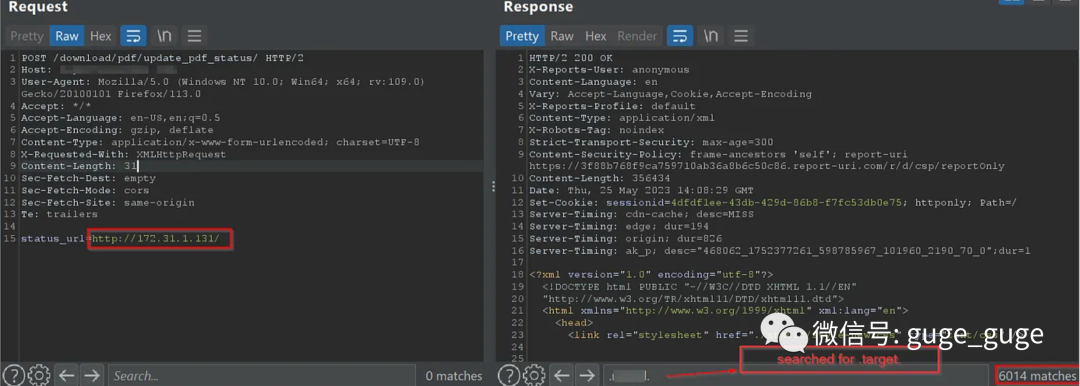 Request
Pretty Raw Hex \n
1 POST /download/pdf/update_pdf_status/ HTTP/2
2 Host:
3 User-Agent: Mozilla/5.0 (Windows NT 10.0; Win64; x64; rv:109.0)
Gecko/20100101 Firefox/113.0
4 Accept: */*
5 Accept-Language: en-US,en;q=0.5
6 Accept-Encoding: gzip, deflate
7 Content-Type: application/x-www-form-urlencoded; charset=UTF-8
8 X-Requested-With: XMLHttpRequest
9 Content-Length: 31
10 Sec-Fetch-Dest: empty
11 Sec-Fetch-Mode: cors
12 Sec-Fetch-Site: same-origin
13 Te: trailers
14
15 status_url=http://172.31.1.131/
Search...
0 matches
Response
Pretty Raw Hex Render \n
1 HTTP/2 200 OK
2 X-Reports-User: anonymous
3 Content-Language: en
4 Vary: Accept-Language,Cookie,Accept-Encoding
5 X-Reports-Profile: default
6 Content-Type: application/xml
7 X-Robots-Tag: noindex
8 Strict-Transport-Security: max-age=300
9 Content-Security-Policy: frame-ancestors 'self'; report-uri
https://3f88b768f9ca759710ab36a8b6c50c86.report-uri.com/r/d/csp/reportOnly
10 Content-Length: 356434
11 Date: Thu, 25 May 2023 14:08:29 GMT
12 Set-Cookie: sessionid=4dfdf1ee-43db-429d-86b8-f7fc53db0e75; httponly; Path=/
13 Server-Timing: cdn-cache; desc=MISS
14 Server-Timing: edge; dur=194
15 Server-Timing: origin; dur=826
16 Server-Timing: ak_p; desc="468062_1752377261_598785967_101960_2190_70_0";dur=1
17
18 <?xml version="1.0" encoding="utf-8"?>
19 <!DOCTYPE html PUBLIC "-//W3C//DTD XHTML 1.1//EN"
20 "http://www.w3.org/TR/xhtml11/DTD/xhtml11.dtd">
21 <html xmlns="http://www.w3.org/1999/xhtml" xml:lang="en">
22 <head>
23 <link rel="stylesheet" href=".
微信号: guge_guge
25
searched for .target.
6014 matches